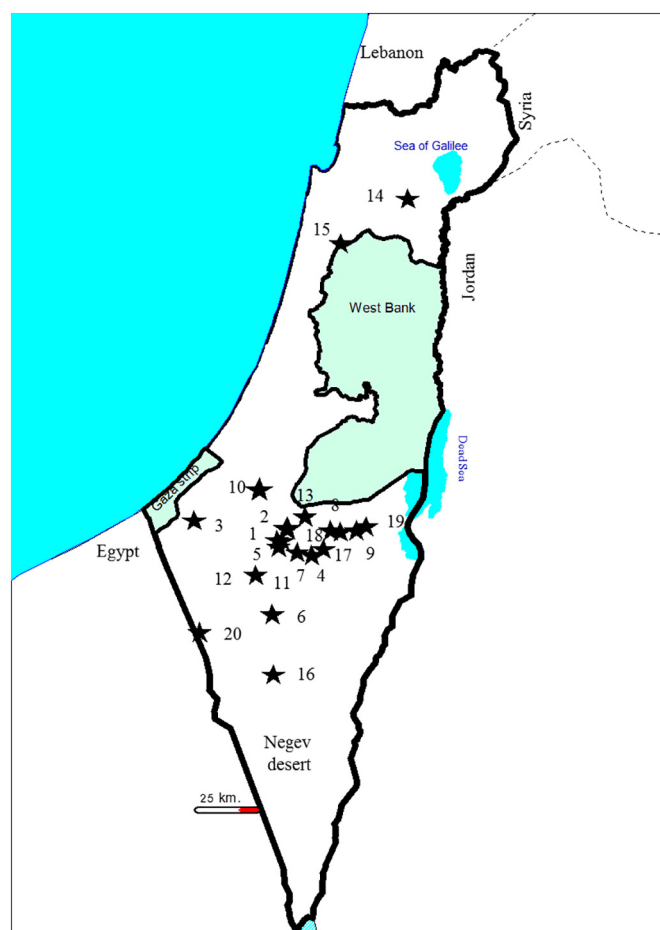 Lebanon
Syria
Sea of Galilee
14
15
Jordan
West Bank
Dead Sea
Gaza Strip
10
13
8
3
2
19
1
18
Egypt
5
17
9
12
11
7
4
6
20
16
Negev
desert
25 km.